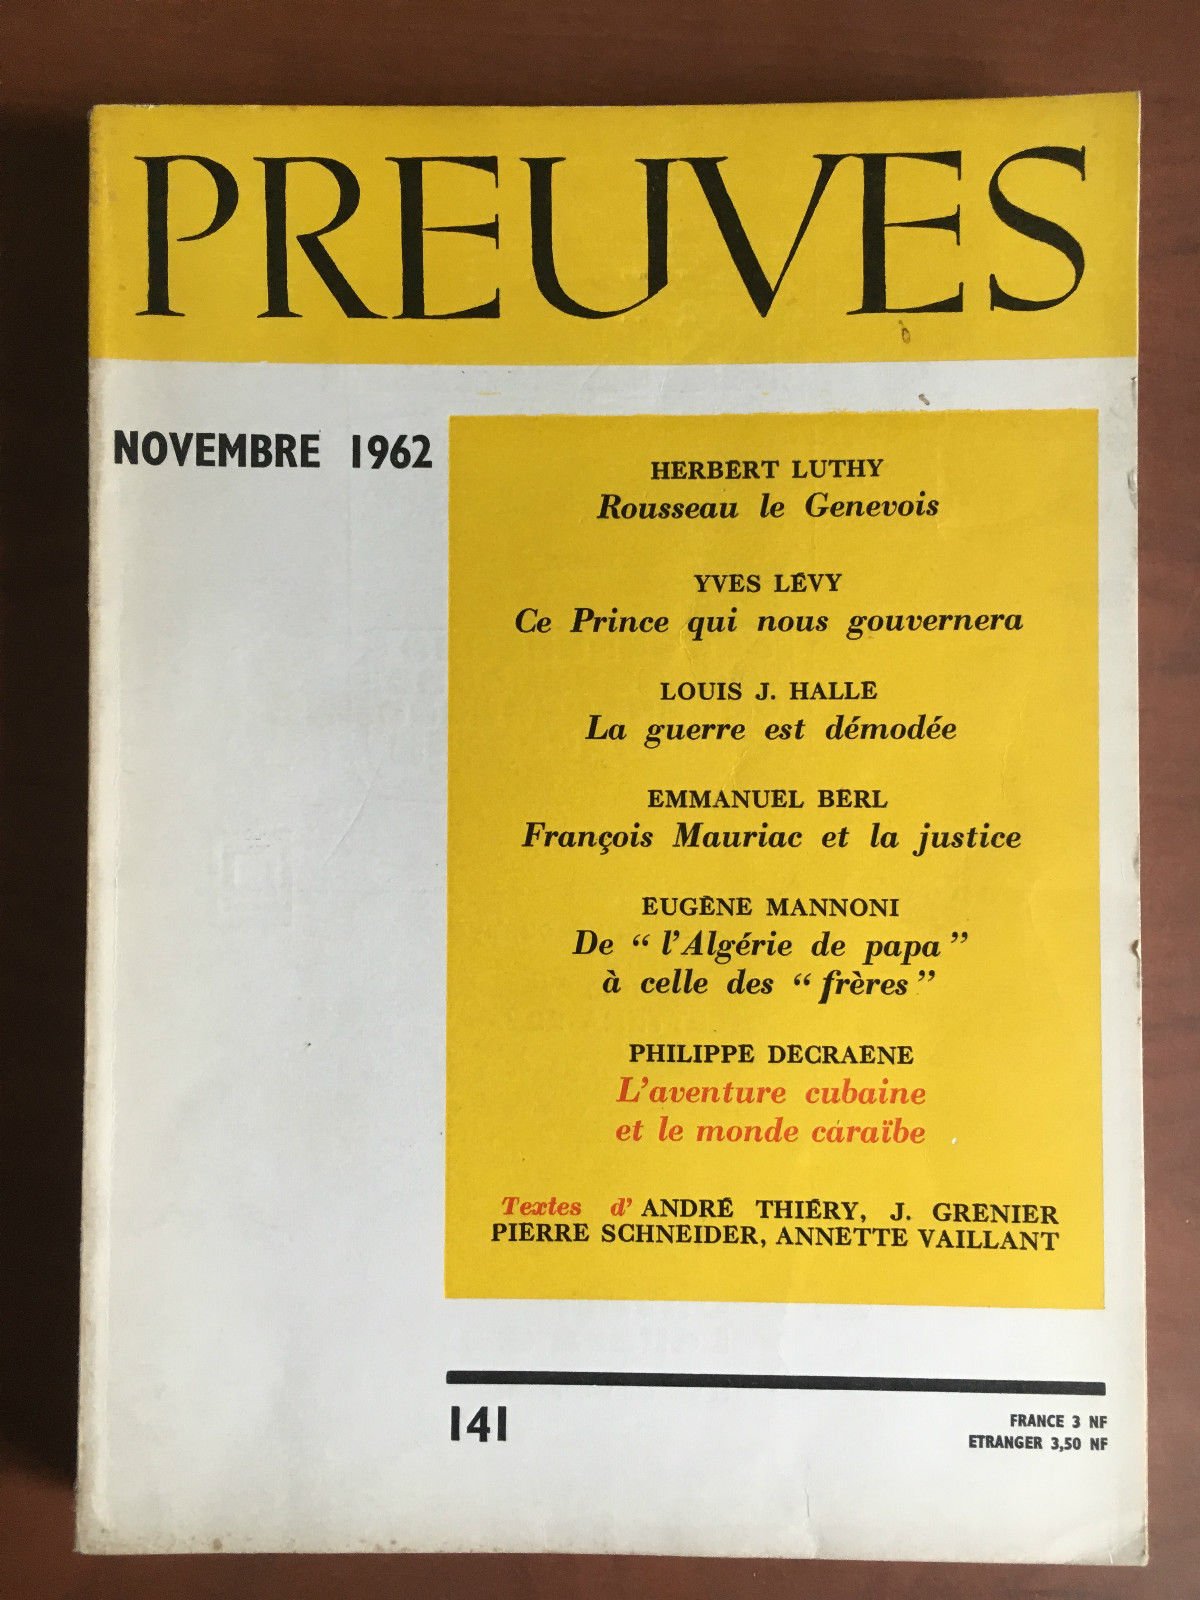 PREUVES
NOVEMBRE 1962
HERBERT LUTHY
Rousseau le Genevois
YVES LÉVY
Ce Prince qui nous gouvernera
LOUIS J. HALLE
La guerre est démodée
EMMANUEL BERL
François Mauriac et la justice
EUGÈNE MANNONI
De “ l’Algérie de papa ”
à celle des “ frères ”
PHILIPPE DECRAENE
L’aventure cubaine
et le monde caraïbe
Textes d’ ANDRÉ THIÉRY, J. GRENIER
PIERRE SCHNEIDER, ANNETTE VAILLANT
141
FRANCE 3 NF
ETRANGER 3,50 NF